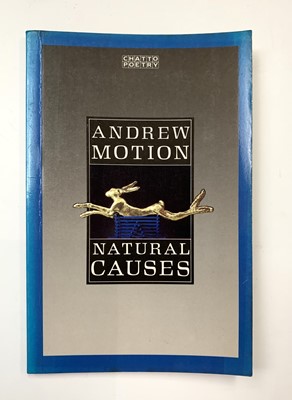 CHATTO
POETRY
ANDREW
MOTION
NATURAL
CAUSES